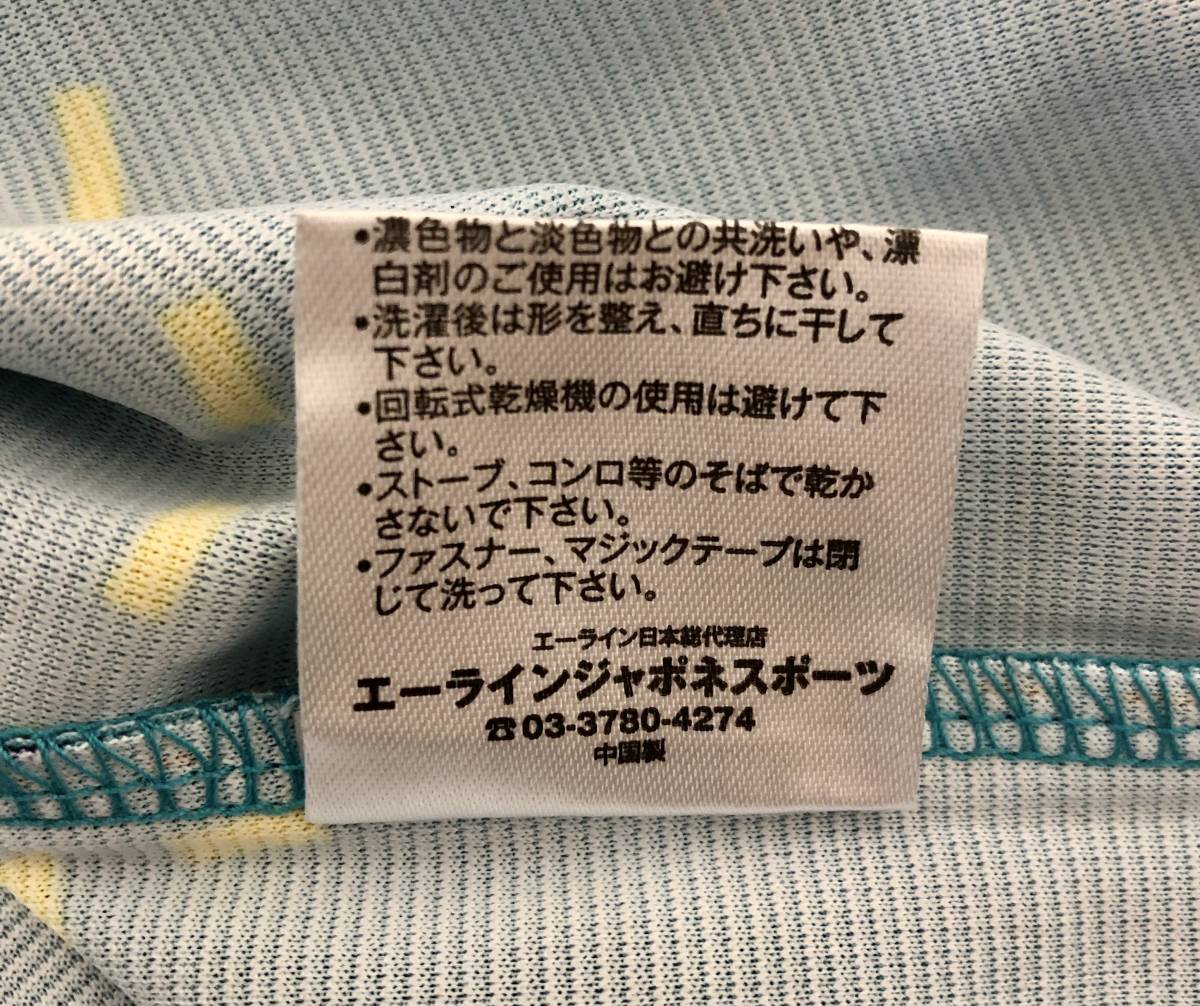 •濃色物と淡色物との共洗いや、漂
白剤のご使用はお避け下さい。
•洗濯後は形を整え、直ちに干して
下さい。
•回転式乾燥機の使用は避けて下
さい。
•ストーブ、コンロ等のそばで乾か
さないで下さい。
•ファスナー、マジックテープは閉
じて洗って下さい。
エーライン日本総代理店
エーラインジャポネスポーツ
☎03-3780-4274
中国製